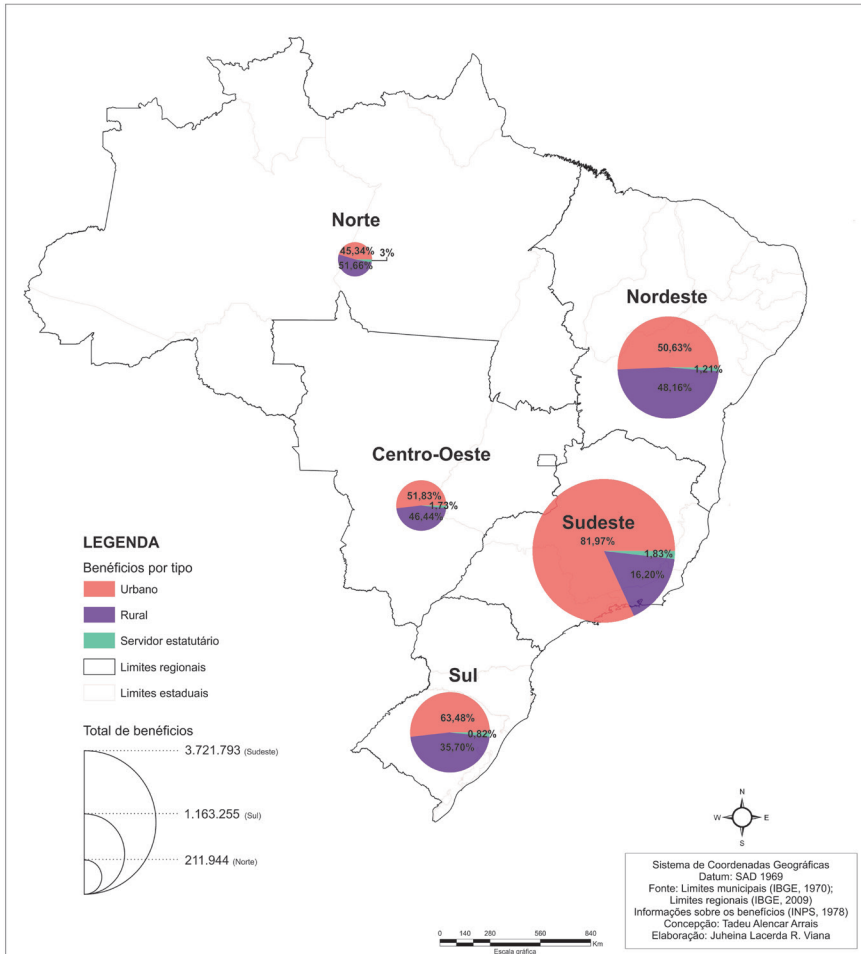 Norte
45,34%
3%
51,66%
Nordeste
50,63%
1,21%
48,16%
Centro-Oeste
51,83%
1,73%
46,44%
Sudeste
81,97%
1,83%
16,20%
Sul
63,48%
0,82%
35,70%
LEGENDA
Benéficios por tipo
Urbano
Rural
Servidor estatutário
Limites regionais
Limites estaduais
Total de benéficios
3.721.793 (Sudeste)
1.163.255 (Sul)
211.944 (Norte)
N
W E
S
0 140 280 560 840
Km
Escala gráfica
Sistema de Coordenadas Geográficas
Datum: SAD 1969
Fonte: Limites municipais (IBGE, 1970);
Limites regionais (IBGE, 2009)
Informações sobre os benefícios (INPS, 1978)
Concepção: Tadeu Alencar Arrais
Elaboração: Juheina Lacerda R. Viana